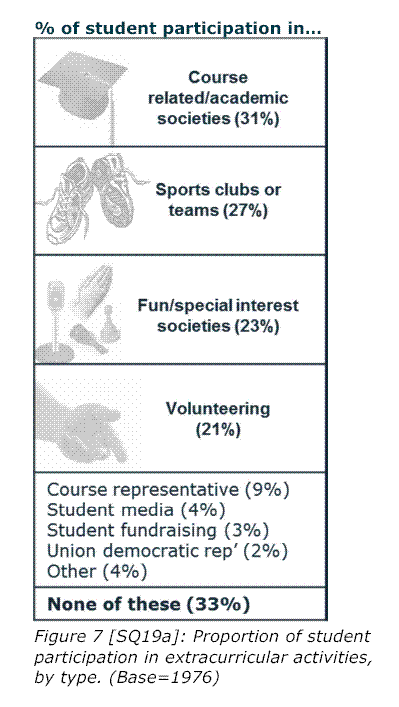 % of student participation in...
Course
related/academic
societies (31%)
Sports clubs or
teams (27%)
Fun/special interest
societies (23%)
Volunteering
(21%)
Course representative (9%)
Student media (4%)
Student fundraising (3%)
Union democratic rep’ (2%)
Other (4%)
None of these (33%)
Figure 7 [SQ19a]: Proportion of student
participation in extracurricular activities,
by type. (Base=1976)